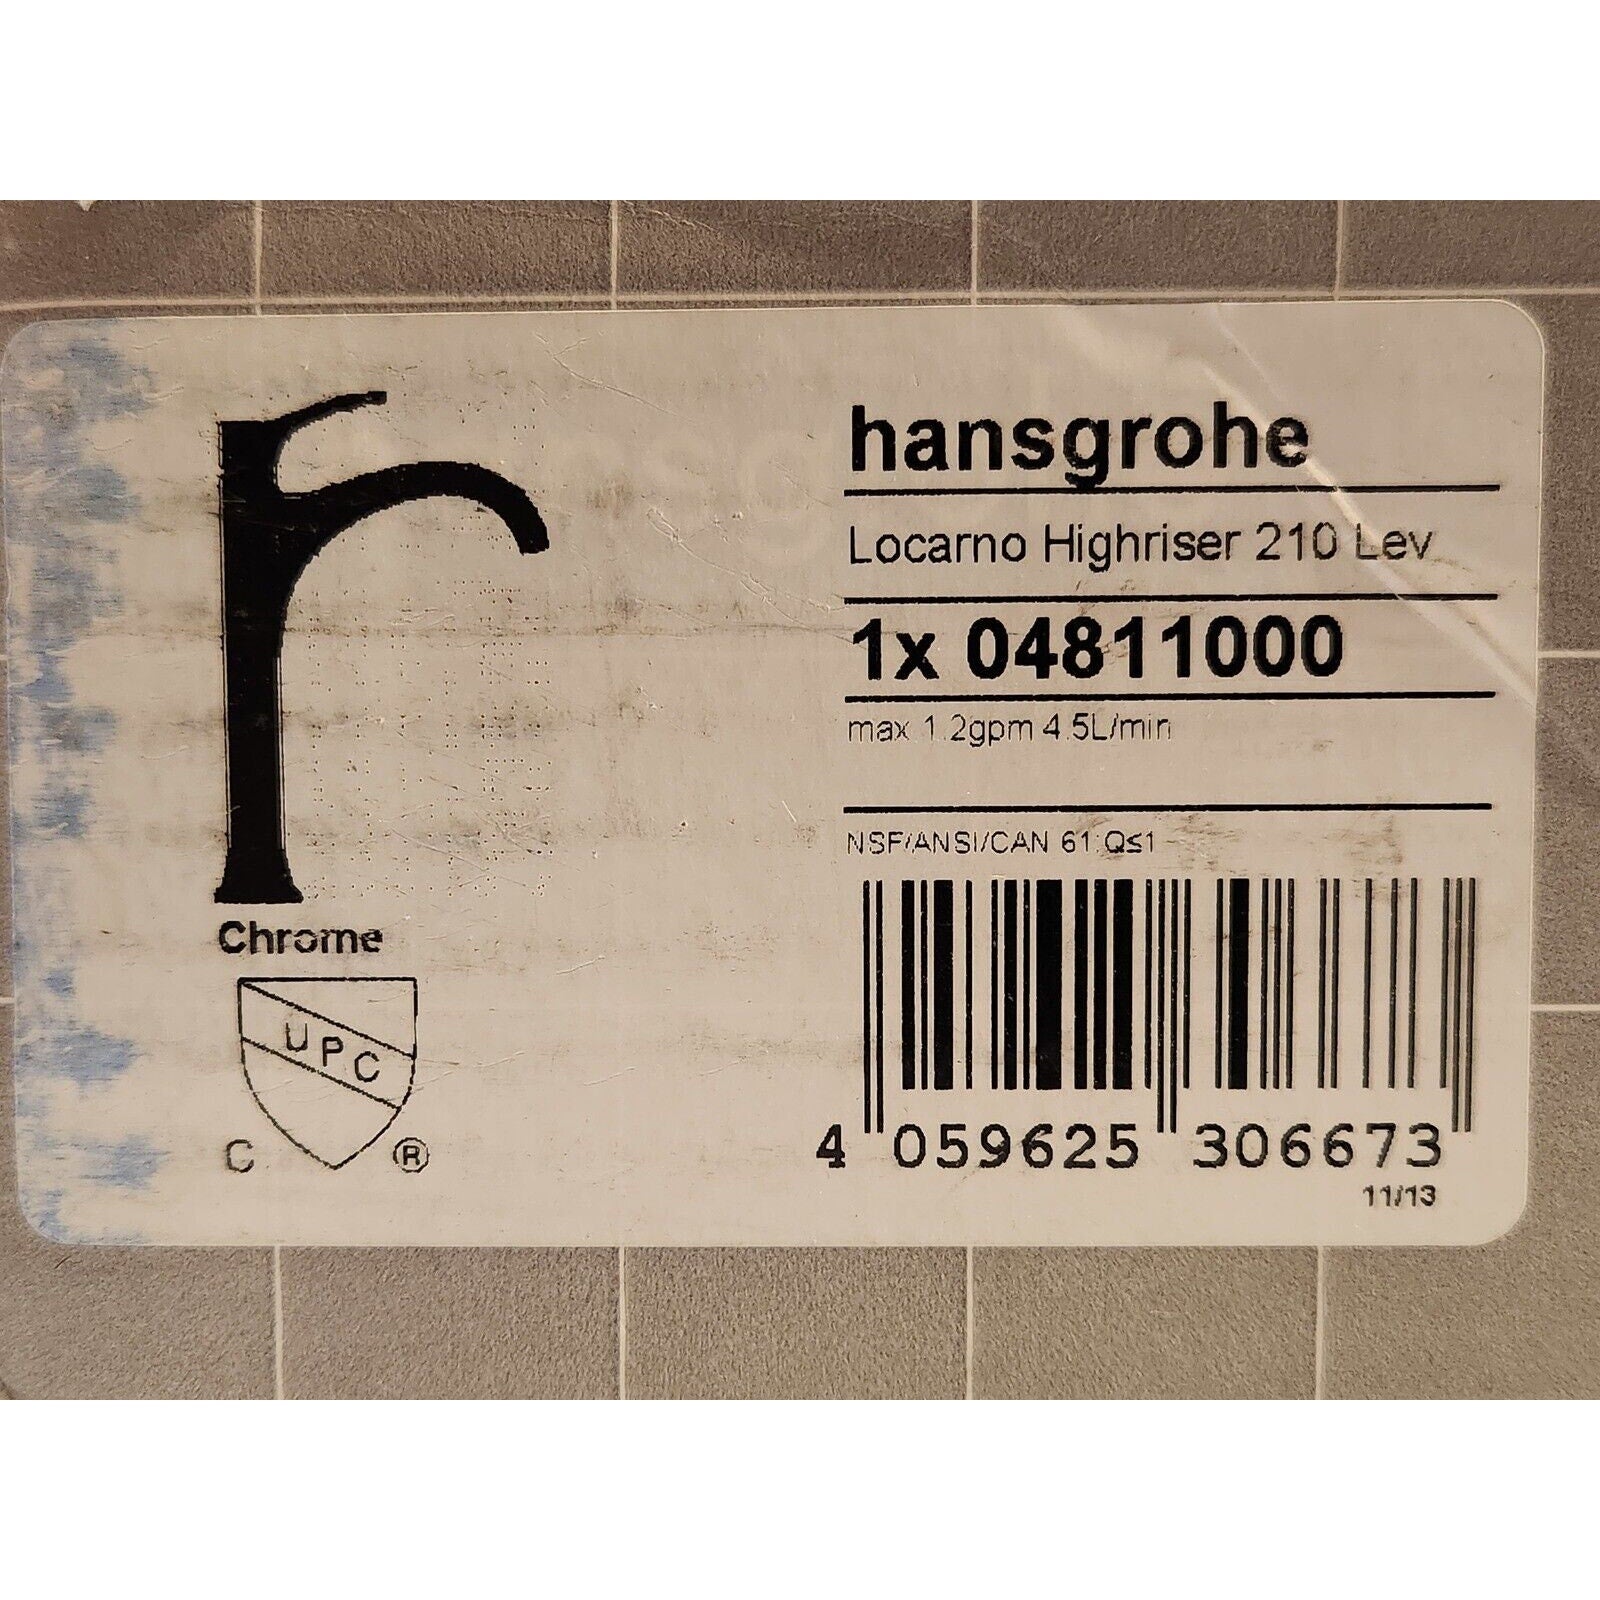 hansgrohe
Locarno Highriser 210 Lev
1x 04811000
max 1.2gpm 4.5L/min
NSF/ANSI/CAN 61:Q≤1
Chrome
UPC
C ®
4 059625 306673
11/13